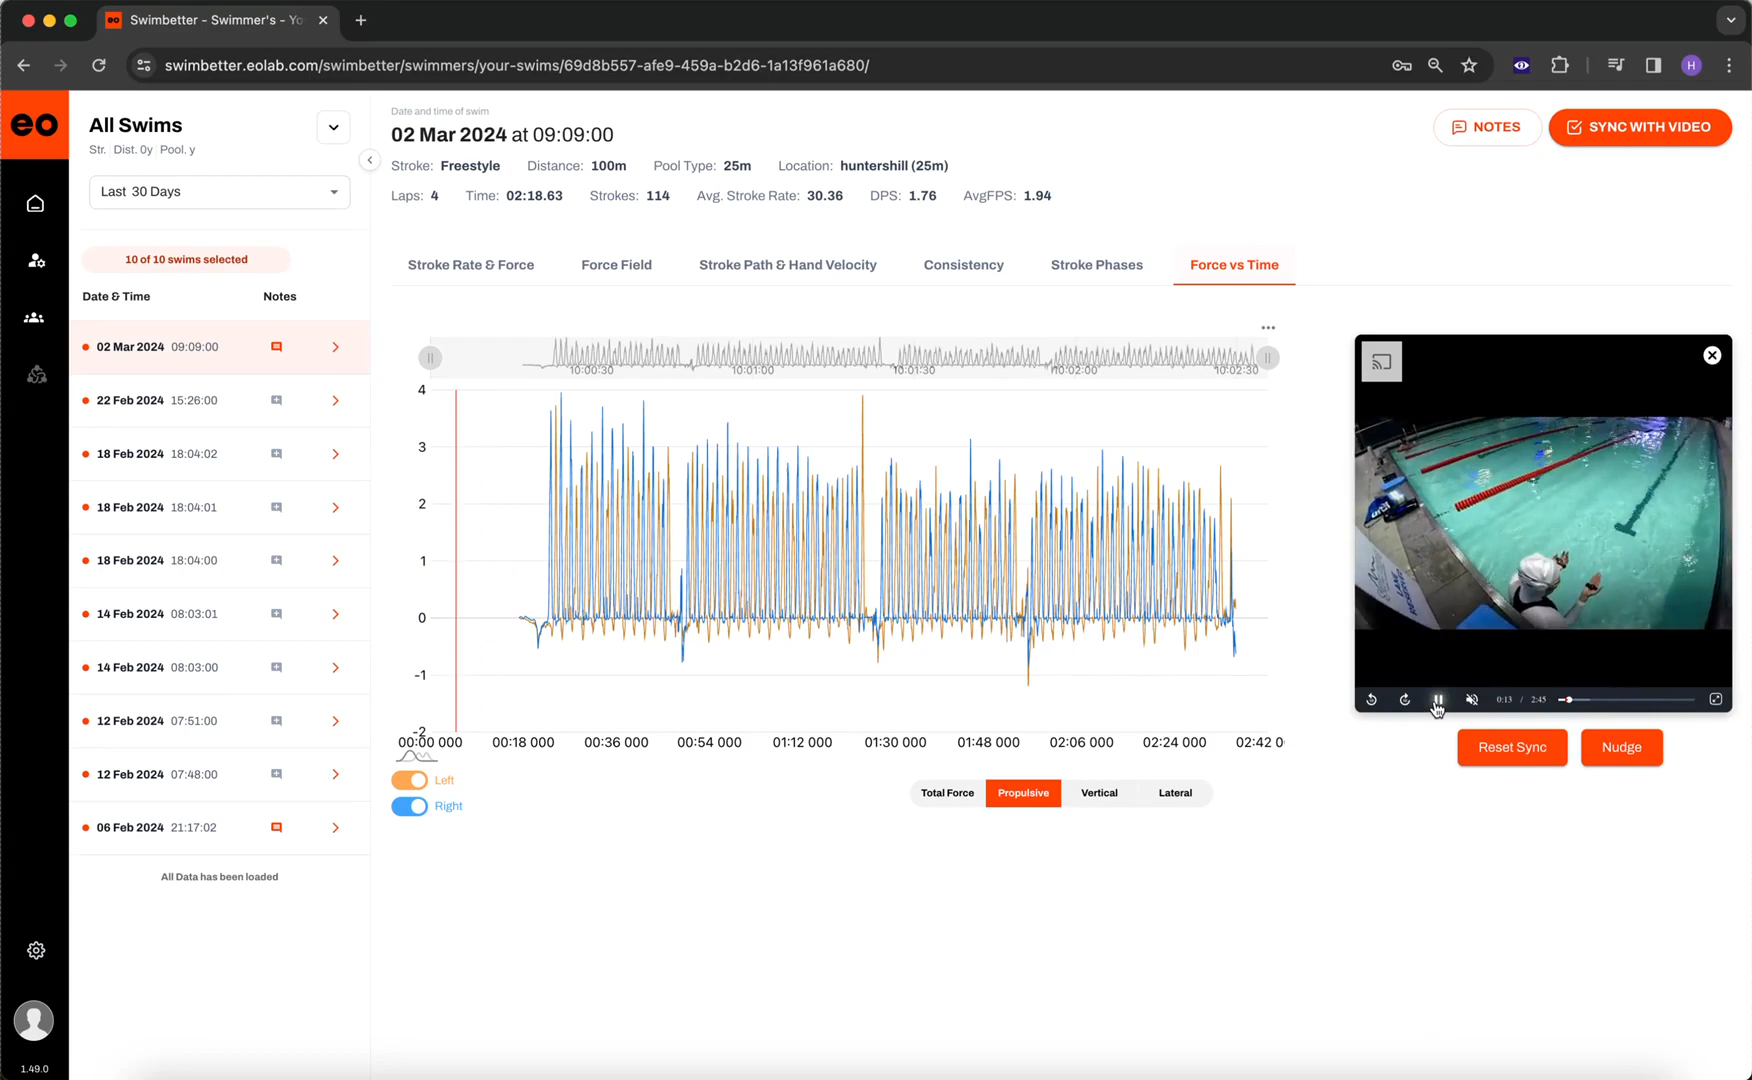 eo Swimbetter - Swimmer's - Yo
swimbetter.eolab.com/swimbetter/swimmers/your-swims/69d8b557-afe9-459a-b2d6-1a13f961a680/
H
eo
All Swims
Str. Dist. 0y Pool. y
Last 30 Days
10 of 10 swims selected
Date & Time Notes
02 Mar 2024 09:09:00
22 Feb 2024 15:26:00
18 Feb 2024 18:04:02
18 Feb 2024 18:04:01
18 Feb 2024 18:04:00
14 Feb 2024 08:03:01
14 Feb 2024 08:03:00
12 Feb 2024 07:51:00
12 Feb 2024 07:48:00
06 Feb 2024 21:17:02
All Data has been loaded
1.49.0
Date and time of swim
02 Mar 2024 at 09:09:00
NOTES
SYNC WITH VIDEO
Stroke: Freestyle Distance: 100m Pool Type: 25m Location: huntershill (25m)
Laps: 4 Time: 02:18.63 Strokes: 114 Avg. Stroke Rate: 30.36 DPS: 1.76 AvgFPS: 1.94
Stroke Rate & Force Force Field Stroke Path & Hand Velocity Consistency Stroke Phases Force vs Time
10:00:30 10:01:00 10:01:30 10:02:00 10:02:30
4
3
2
1
0
-1
-2
00:00 000 00:18 000 00:36 000 00:54 000 01:12 000 01:30 000 01:48 000 02:06 000 02:24 000 02:42 0
Left
Right
Total Force Propulsive Vertical Lateral
LANE
RESERVED
0:13 / 2:45
Reset Sync Nudge